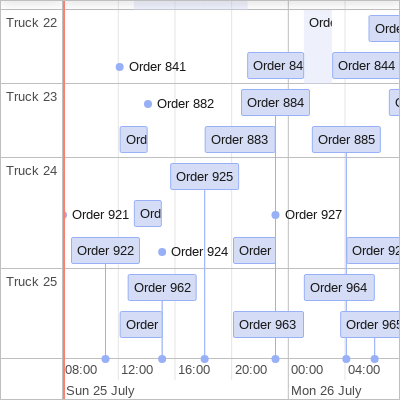 Truck 22
Orde
Orde
Order 841
Order 84
Order 844
Truck 23
Order 882
Order 884
Ord
Order 883
Order 885
Truck 24
Order 925
Order 921
Ord
Order 927
Order 922
Order 924
Order
Order 92
Truck 25
Order 962
Order 964
Order
Order 963
Order 965
08:00 12:00 16:00 20:00 00:00 04:00
Sun 25 July Mon 26 July